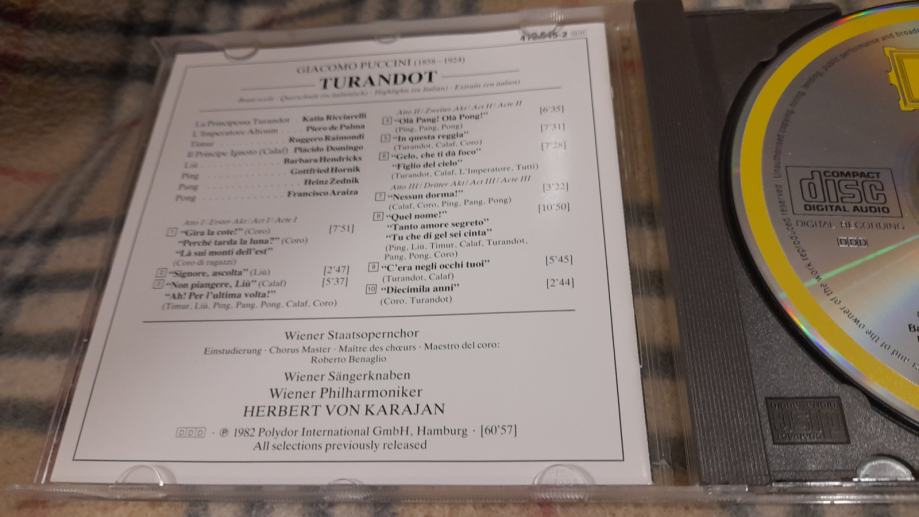 GIACOMO PUCCINI (1858 – 1924)
TURANDOT
Highlights (in Italian) · Extraits (en italien)
La Principessa Turandot . Katia Ricciarelli
L'Imperatore Altoum . . Piero de Palma
Timur . . . Ruggero Raimondi
Il Principe Ignoto (Calaf) Plácido Domingo
Liù . . . Barbara Hendricks
Ping . . . Gottfried Hornik
Pang . . . Heinz Zednik
Pong . . . Francisco Araiza
Atto I / Erster Akt / Act I / Acte I
1 "Gira la cote!" (Coro) [7'51]
"Perché tarda la luna?" (Coro)
"Là sui monti dell'est"
(Coro di ragazzi)
2 "Signore, ascolta" (Liù) [2'47]
3 "Non piangere, Liù" (Calaf) [5'37]
"Ah! Per l'ultima volta!"
(Timur, Liù, Ping, Pang, Pong, Calaf, Coro)
Atto II / Zweiter Akt / Act II / Acte II
4 "Olà Pang! Olà Pong!" [6'35]
(Ping, Pang, Pong)
5 "In questa reggia" [7'31]
(Turandot, Calaf, Coro)
6 "Gelo, che ti dà foco" [7'28]
"Figlio del cielo"
(Turandot, Calaf, L'Imperatore, Tutti)
Atto III / Dritter Akt / Act III / Acte III
7 "Nessun dorma!" [3'22]
(Calaf, Coro, Ping, Pang, Pong)
8 "Quel nome!" [10'50]
"Tanto amore segreto"
"Tu che di gel sei cinta"
(Ping, Liù, Timur, Calaf, Turandot,
Pang, Pong, Coro)
9 "C'era negli occhi tuoi" [5'45]
(Turandot, Calaf)
10 "Diecimila anni" [2'44]
(Coro, Turandot)
Wiener Staatsopernchor
Einstudierung · Chorus Master · Maître des chœurs · Maestro del coro:
Roberto Benaglio
Wiener Sängerknaben
Wiener Philharmoniker
HERBERT VON KARAJAN
DDD · ℗ 1982 Polydor International GmbH, Hamburg · [60'57]
All selections previously released
COMPACT
disc
DIGITAL AUDIO
DIGITAL RECORDING
DDD